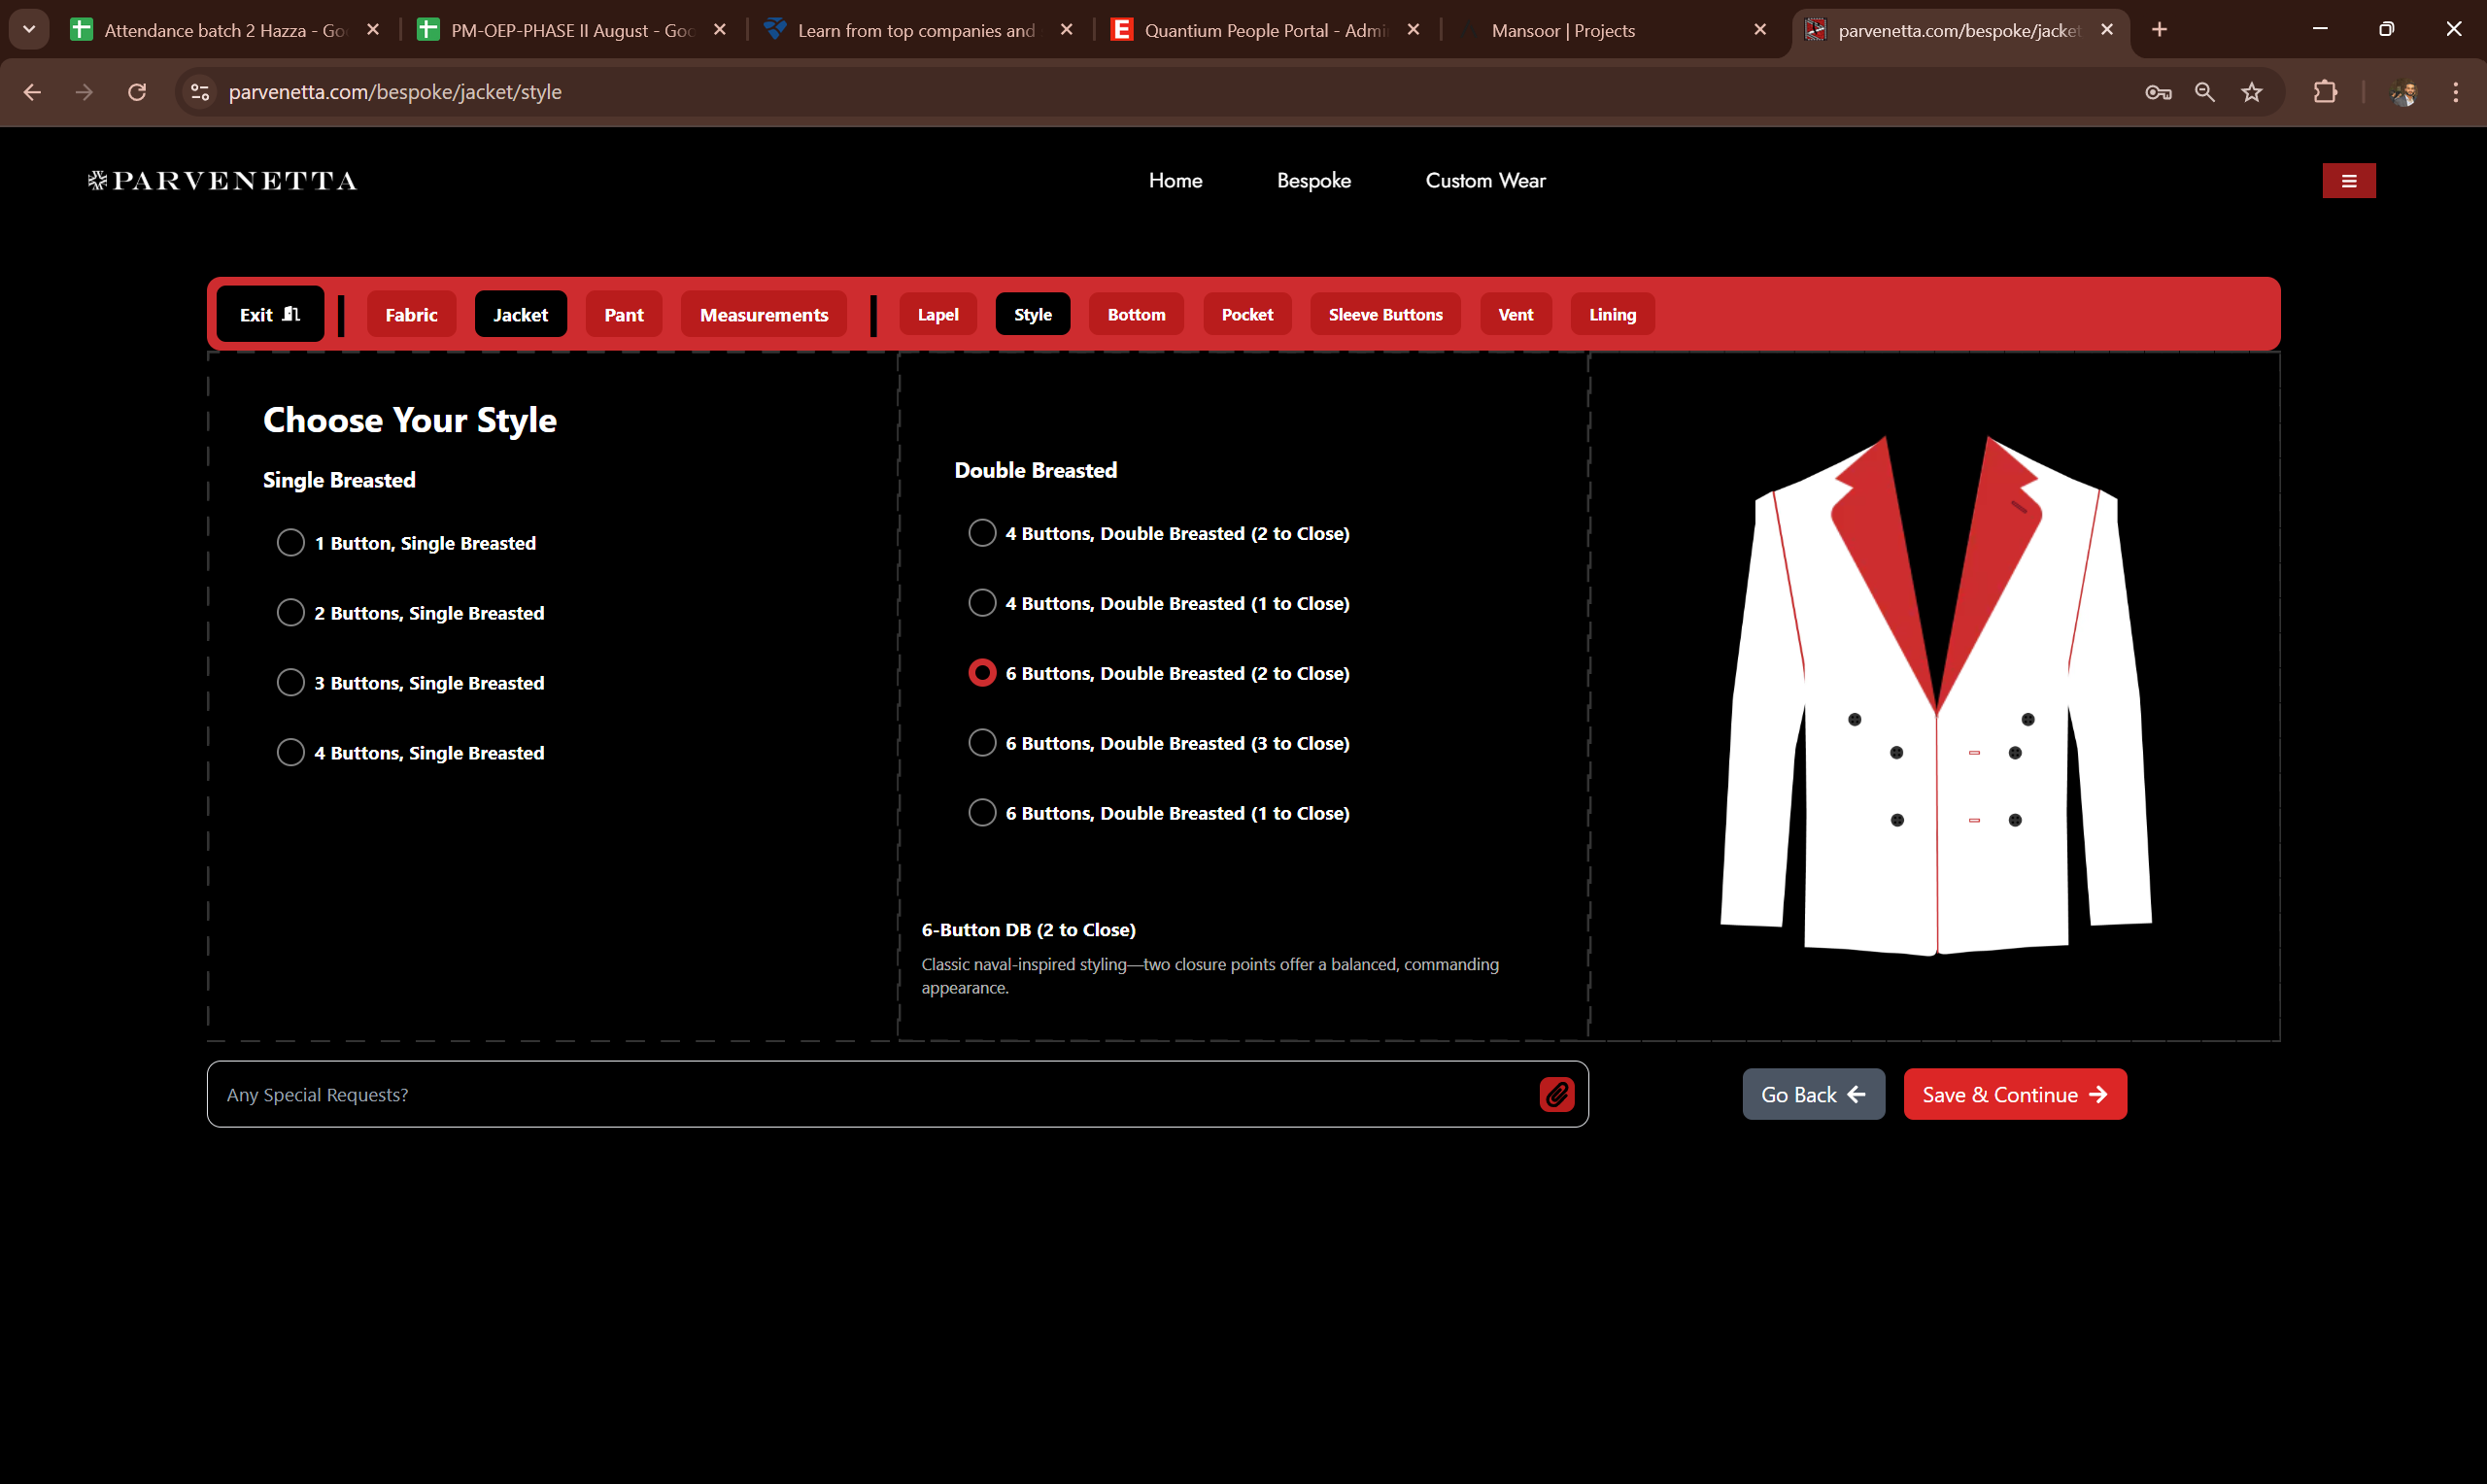 Attendance batch 2 Hazza - Go
PM-OEP-PHASE II August - Goo
Learn from top companies and
Quantium People Portal - Admi
Mansoor | Projects
parvenetta.com/bespoke/jacket
parvenetta.com/bespoke/jacket/style
PARVENETTA
Home
Bespoke
Custom Wear
Exit
Fabric
Jacket
Pant
Measurements
Lapel
Style
Bottom
Pocket
Sleeve Buttons
Vent
Lining
Choose Your Style
Single Breasted
1 Button, Single Breasted
2 Buttons, Single Breasted
3 Buttons, Single Breasted
4 Buttons, Single Breasted
Double Breasted
4 Buttons, Double Breasted (2 to Close)
4 Buttons, Double Breasted (1 to Close)
6 Buttons, Double Breasted (2 to Close)
6 Buttons, Double Breasted (3 to Close)
6 Buttons, Double Breasted (1 to Close)
6-Button DB (2 to Close)
Classic naval-inspired styling—two closure points offer a balanced, commanding
appearance.
Any Special Requests?
Go Back
Save & Continue